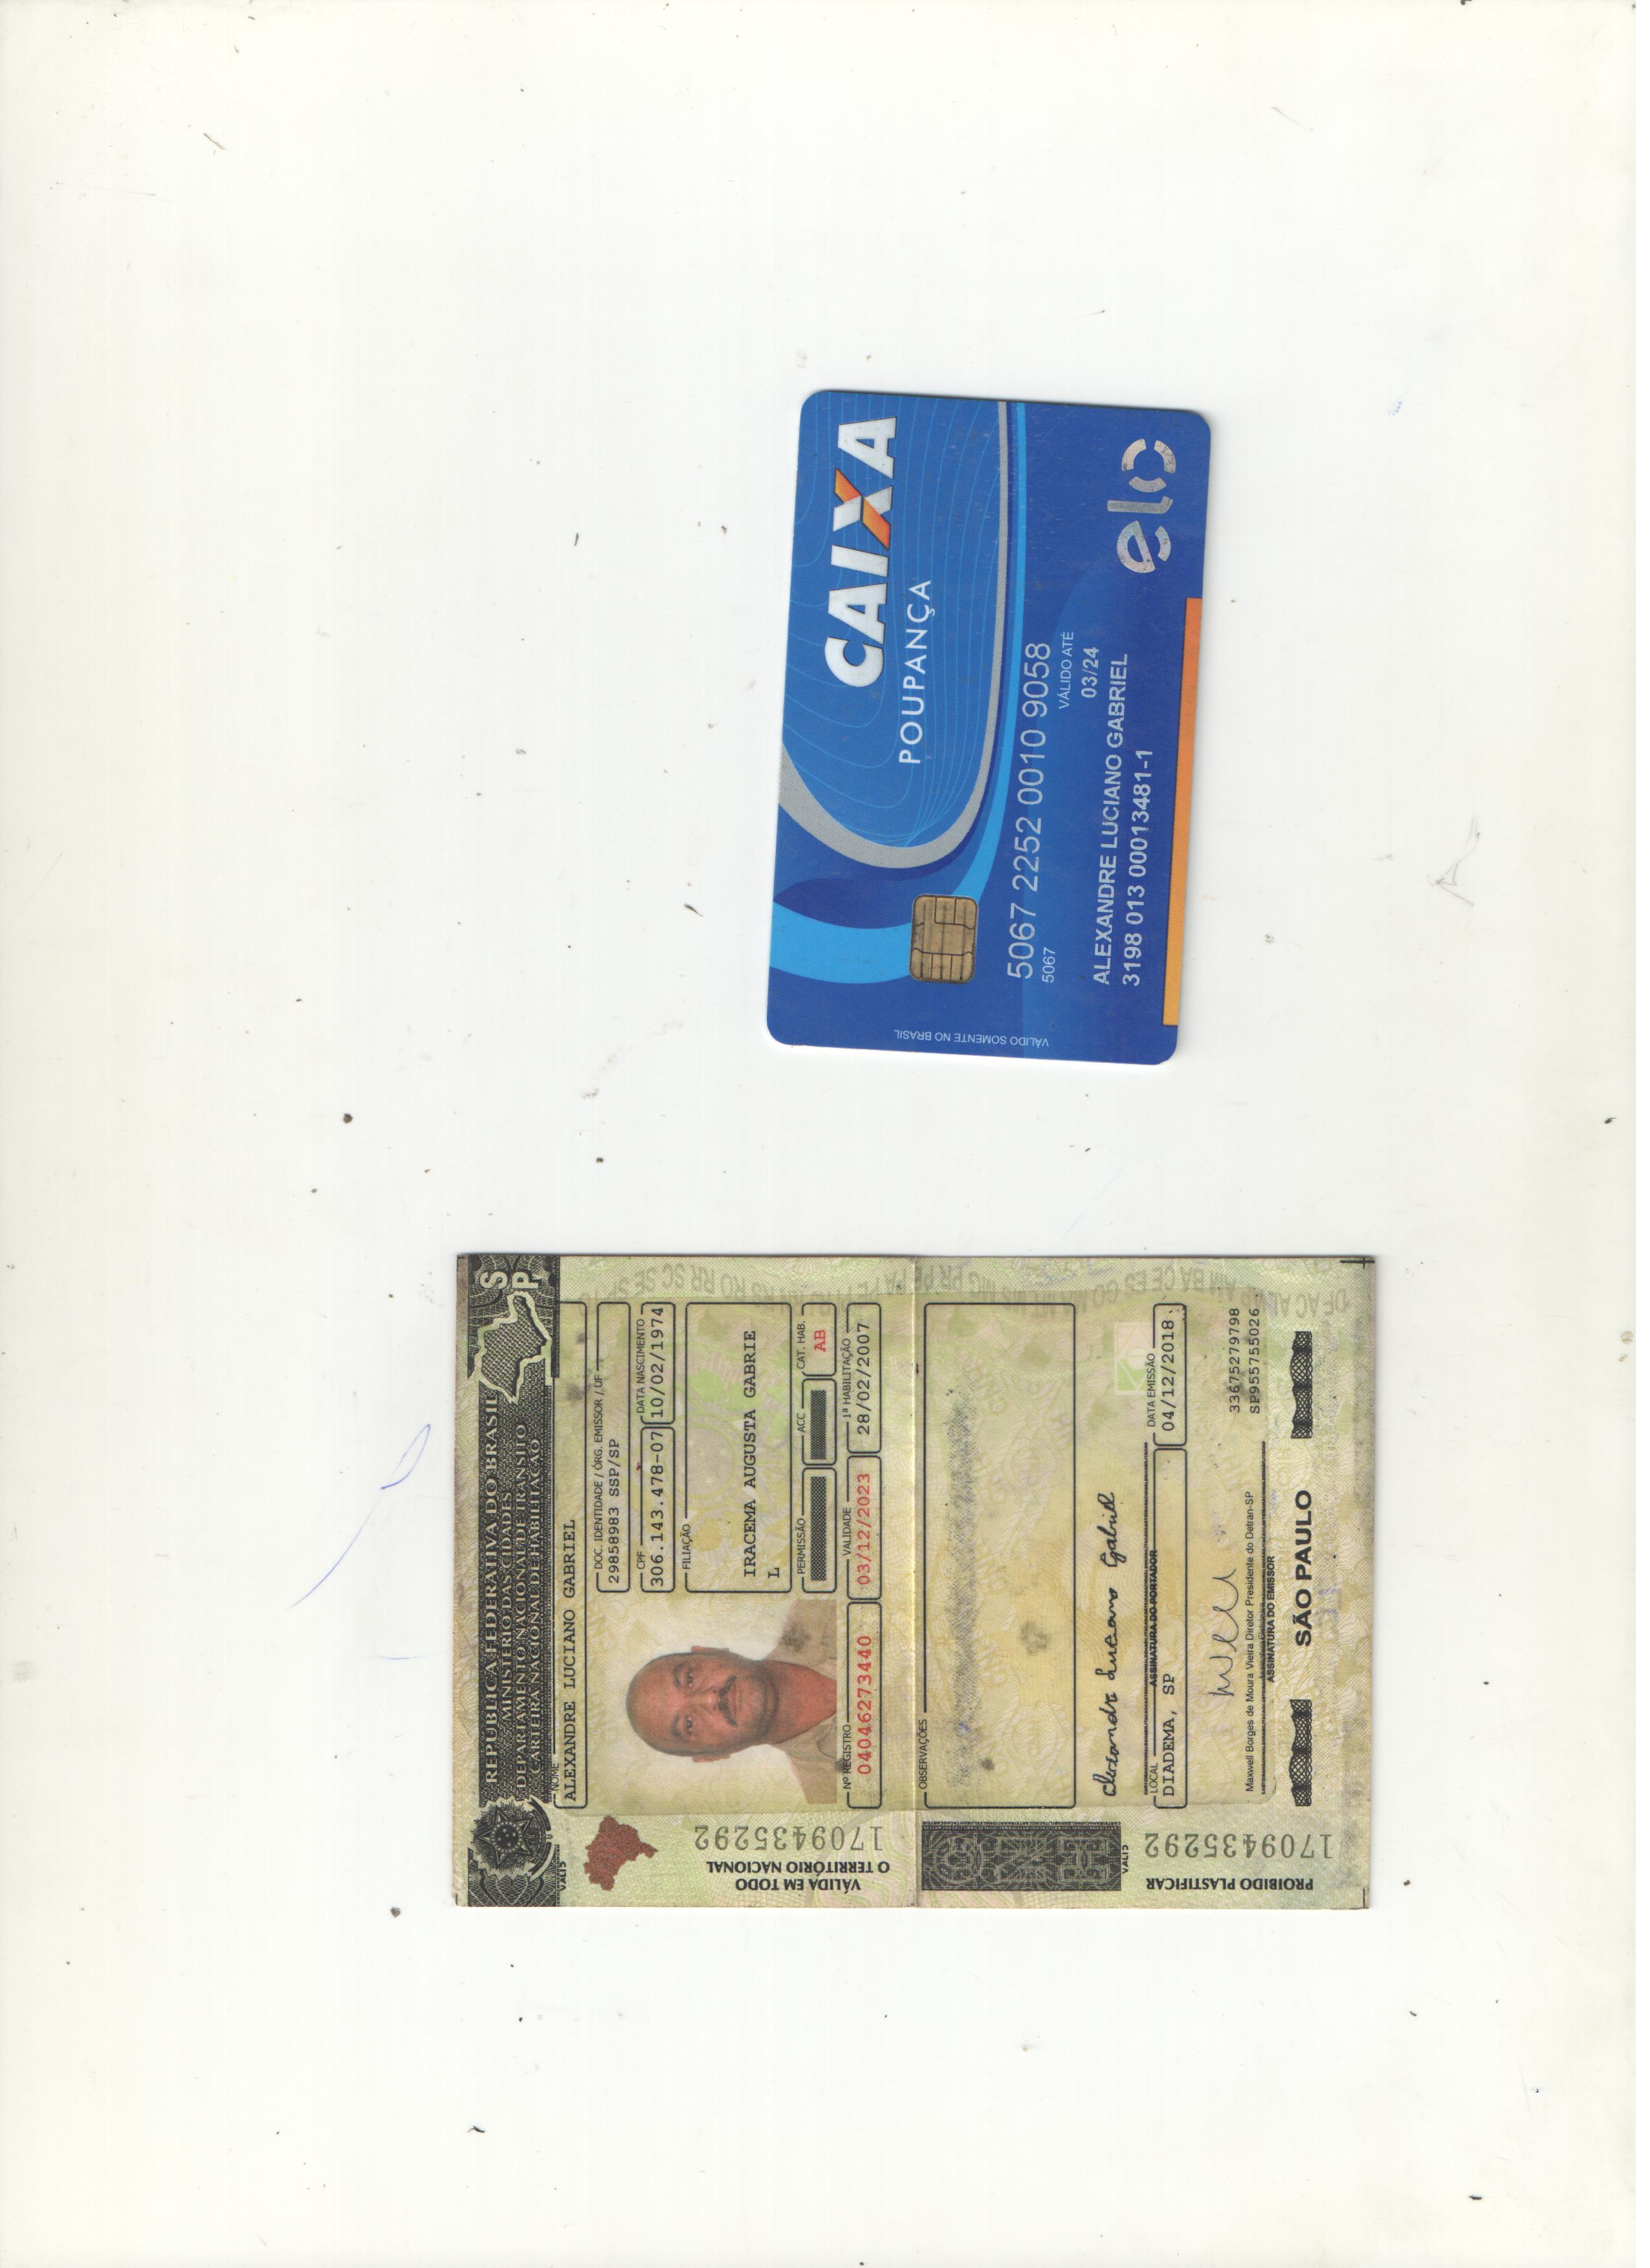 REPÚBLICA FEDERATIVA DO BRASIL
MINISTÉRIO DAS CIDADES
DEPARTAMENTO NACIONAL DE TRÂNSITO
CARTEIRA NACIONAL DE HABILITAÇÃO
SP
VALID
NOME
ALEXANDRE LUCIANO GABRIEL
DOC. IDENTIDADE / ÓRG. EMISSOR / UF
29858983 SSP/SP
CPF
306.143.478-07
DATA NASCIMENTO
10/02/1974
FILIAÇÃO
IRACEMA AUGUSTA GABRIE
L
PERMISSÃO
ACC
CAT. HAB.
AB
Nº REGISTRO
04046273440
VALIDADE
03/12/2023
1ª HABILITAÇÃO
28/02/2007
VÁLIDA EM TODO
O TERRITÓRIO NACIONAL
1709435292
OBSERVAÇÕES
Alexandre Luciano Gabriel
ASSINATURA DO PORTADOR
VALID
LOCAL
DIADEMA, SP
DATA EMISSÃO
04/12/2018
33675279798
SP955755026
Maxwell Borges de Moura Vieira Diretor Presidente do Detran-SP
ASSINATURA DO EMISSOR
SÃO PAULO
PROIBIDO PLASTIFICAR
1709435292
CAIXA
POUPANÇA
VÁLIDO SOMENTE NO BRASIL
5067 2252 0010 9058
5067
VÁLIDO ATÉ
03/24
ALEXANDRE LUCIANO GABRIEL
3198 013 00013481-1
elo